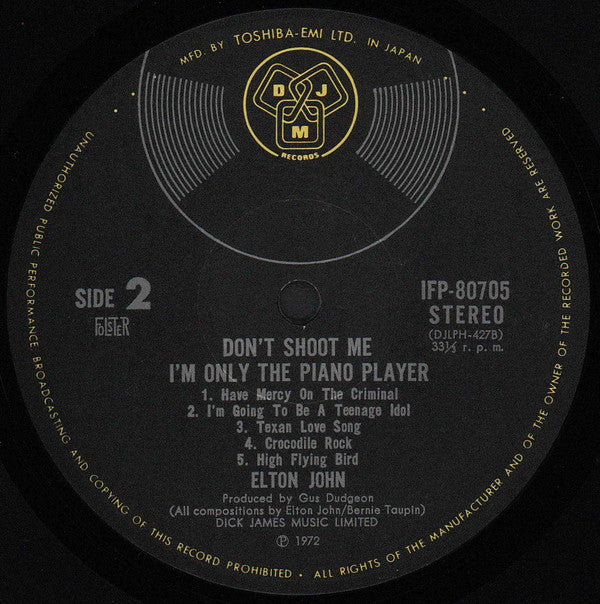 MFD. BY TOSHIBA-EMI LTD. IN JAPAN
D J
M
RECORDS
SIDE 2
FOLSTER
IFP-80705
STEREO
(DJLPH-427B)
33⅓ r. p. m.
DON'T SHOOT ME
I'M ONLY THE PIANO PLAYER
1. Have Mercy On The Criminal
2. I'm Going To Be A Teenage Idol
3. Texan Love Song
4. Crocodile Rock
5. High Flying Bird
ELTON JOHN
Produced by Gus Dudgeon
(All compositions by Elton John/Bernie Taupin)
DICK JAMES MUSIC LIMITED
℗ 1972
UNAUTHORIZED PUBLIC PERFORMANCE, BROADCASTING AND COPYING OF THIS RECORD PROHIBITED • ALL RIGHTS OF THE MANUFACTURER AND OF THE OWNER OF THE RECORDED WORK ARE RESERVED